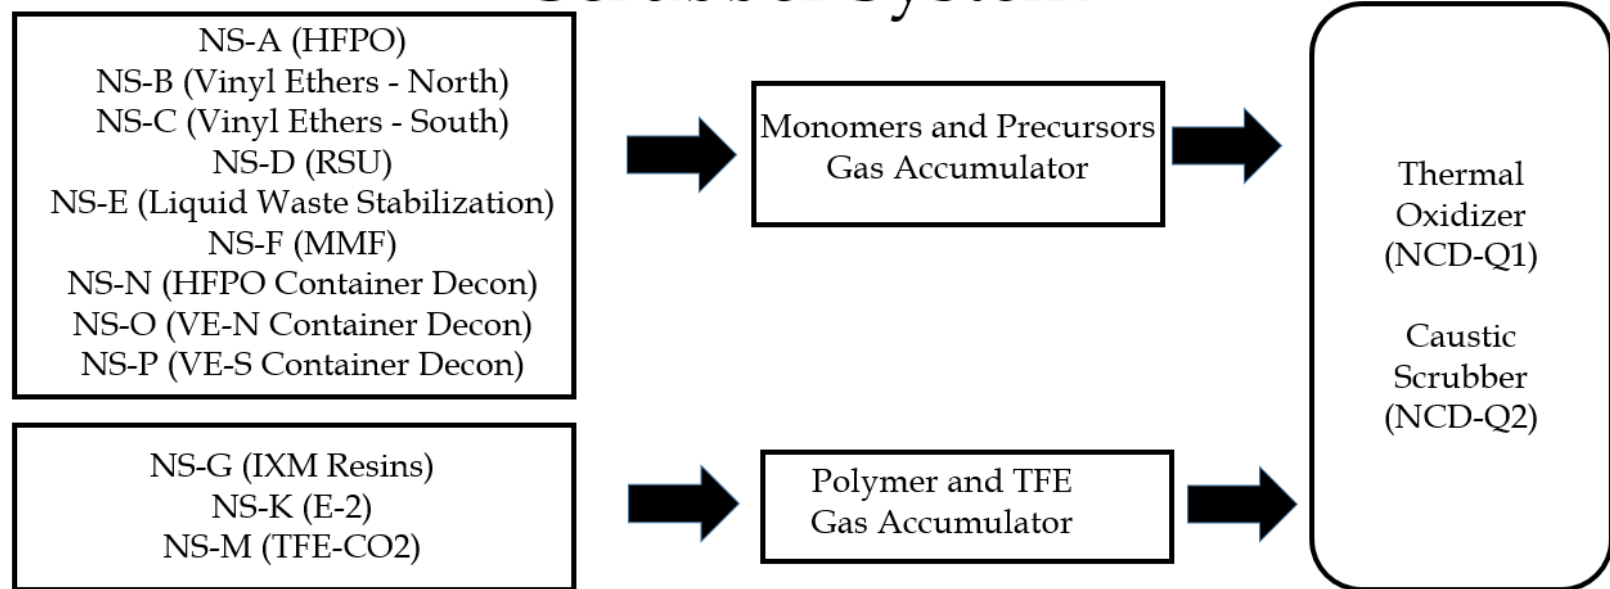 Scrubber System
NS-A (HFPO)
NS-B (Vinyl Ethers - North)
NS-C (Vinyl Ethers - South)
NS-D (RSU)
NS-E (Liquid Waste Stabilization)
NS-F (MMF)
NS-N (HFPO Container Decon)
NS-O (VE-N Container Decon)
NS-P (VE-S Container Decon)
Monomers and Precursors
Gas Accumulator
NS-G (IXM Resins)
NS-K (E-2)
NS-M (TFE-CO2)
Polymer and TFE
Gas Accumulator
Thermal
Oxidizer
(NCD-Q1)
Caustic
Scrubber
(NCD-Q2)